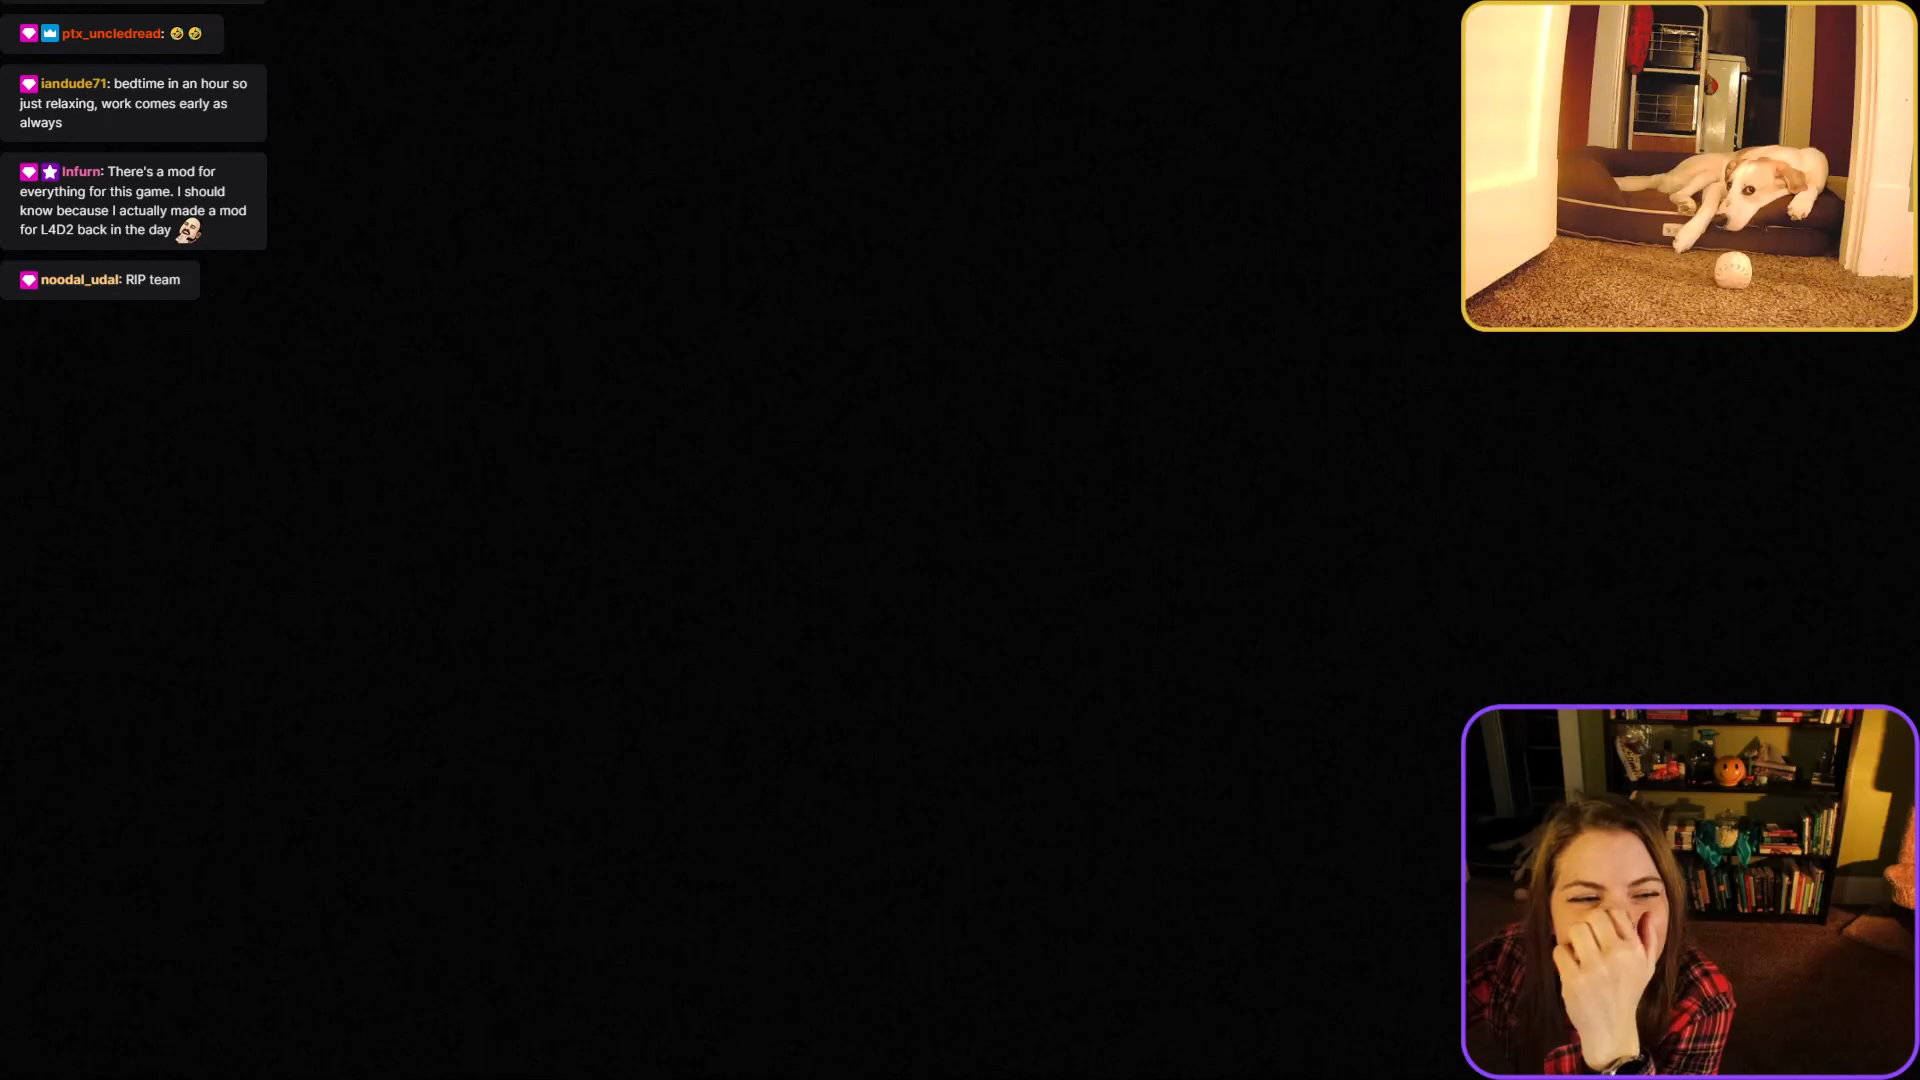 ptx_uncledread: 🤣 🤣
iandude71: bedtime in an hour so
just relaxing, work comes early as
always
Infurn: There's a mod for
everything for this game. I should
know because I actually made a mod
for L4D2 back in the day
noodal_udal: RIP team